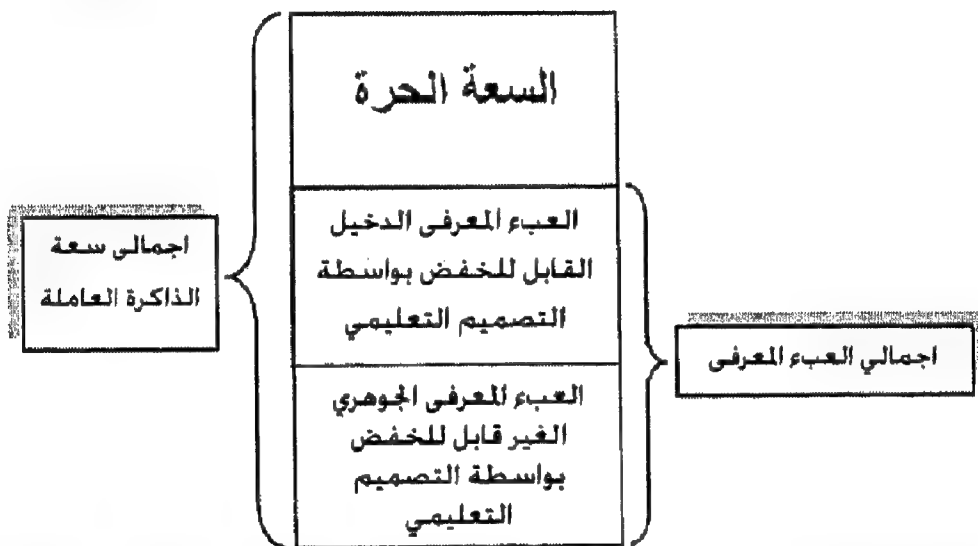 السعة الحرة
العبء المعرفى الدخيل
القابل للخفض بواسطة
التصميم التعليمي
اجمالى سعة
الذاكرة العاملة
اجمالي العبء المعرفى
العبء المعرفى الجوهري
الغير قابل للخفض
بواسطة التصميم
التعليمي